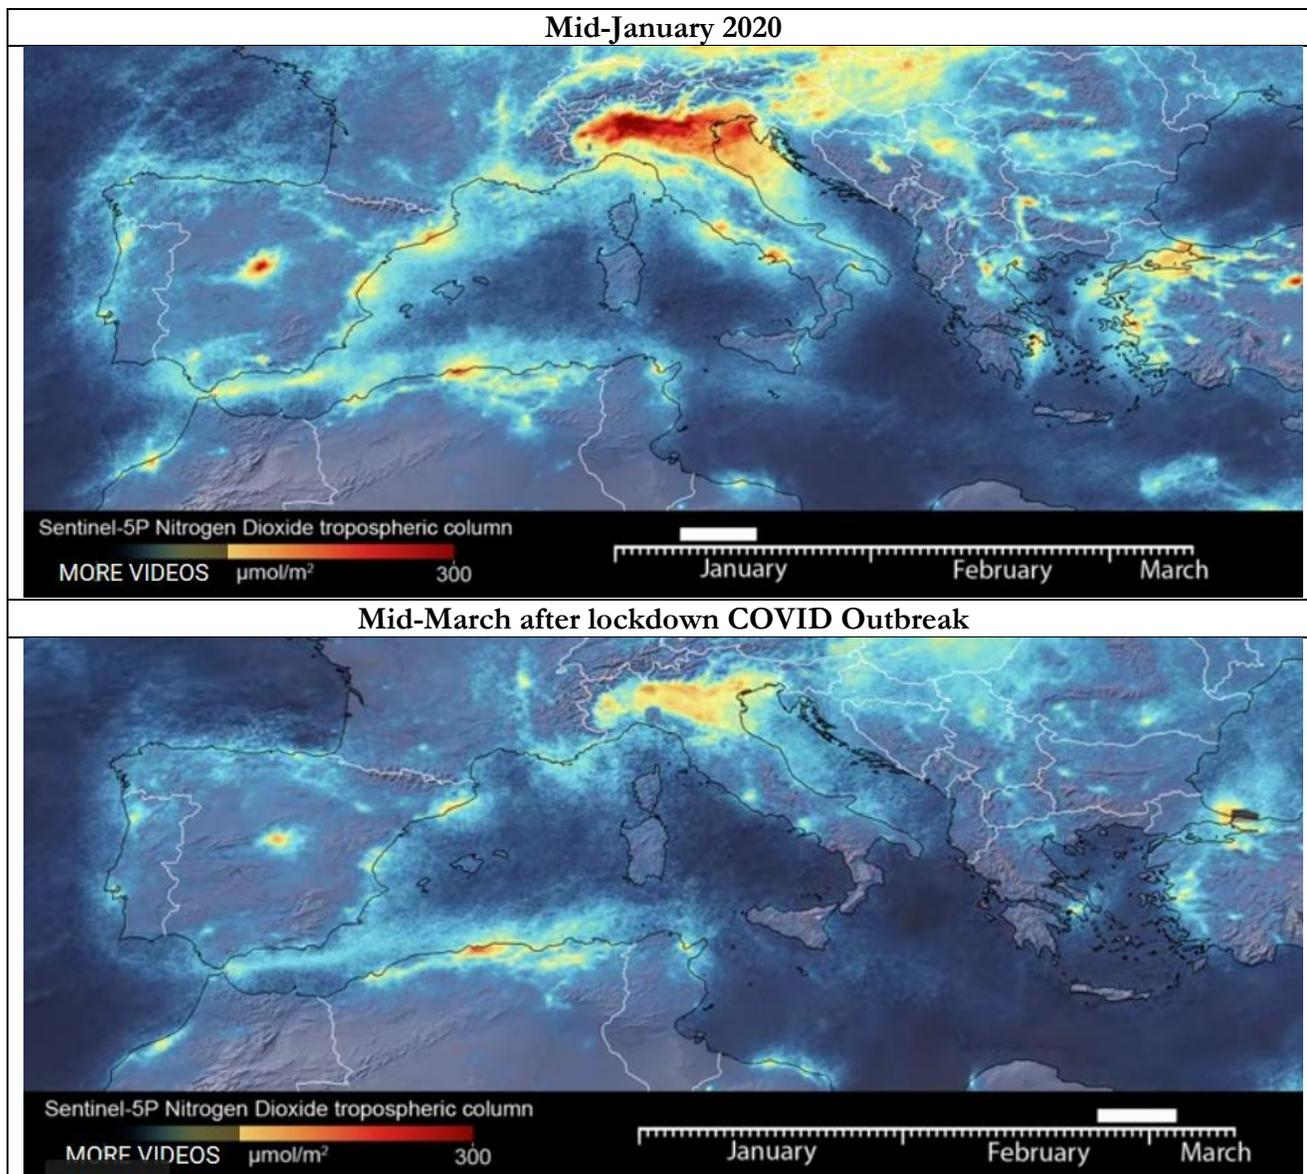 Mid-January 2020
Sentinel-5P Nitrogen Dioxide tropospheric column
MORE VIDEOS µmol/m² 300
January February March
Mid-March after lockdown COVID Outbreak
Sentinel-5P Nitrogen Dioxide tropospheric column
MORE VIDEOS µmol/m² 300
January February March